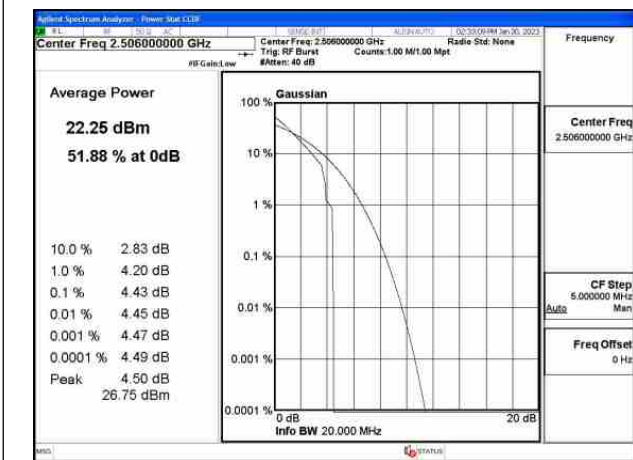 Agilent Spectrum Analyzer - Power Stat CCDF
RL RF 50 Ω AC SENSE:INT ALIGN AUTO 02:33:09 PM Jan 30, 2023
Center Freq 2.506000000 GHz
Center Freq: 2.506000000 GHz Radio Std: None
Trig: RF Burst Counts:1.00 M/1.00 Mpt
#IFGain:Low #Atten: 40 dB
Frequency
Average Power
22.25 dBm
51.88 % at 0dB
10.0 % 2.83 dB
1.0 % 4.20 dB
0.1 % 4.43 dB
0.01 % 4.45 dB
0.001 % 4.47 dB
0.0001 % 4.49 dB
Peak 4.50 dB
26.75 dBm
Gaussian
100 %
10 %
1 %
0.1 %
0.01 %
0.001 %
0.0001 %
0 dB 20 dB
Info BW 20.000 MHz
Center Freq
2.506000000 GHz
CF Step
5.000000 MHz
Auto Man
Freq Offset
0 Hz
MSG STATUS